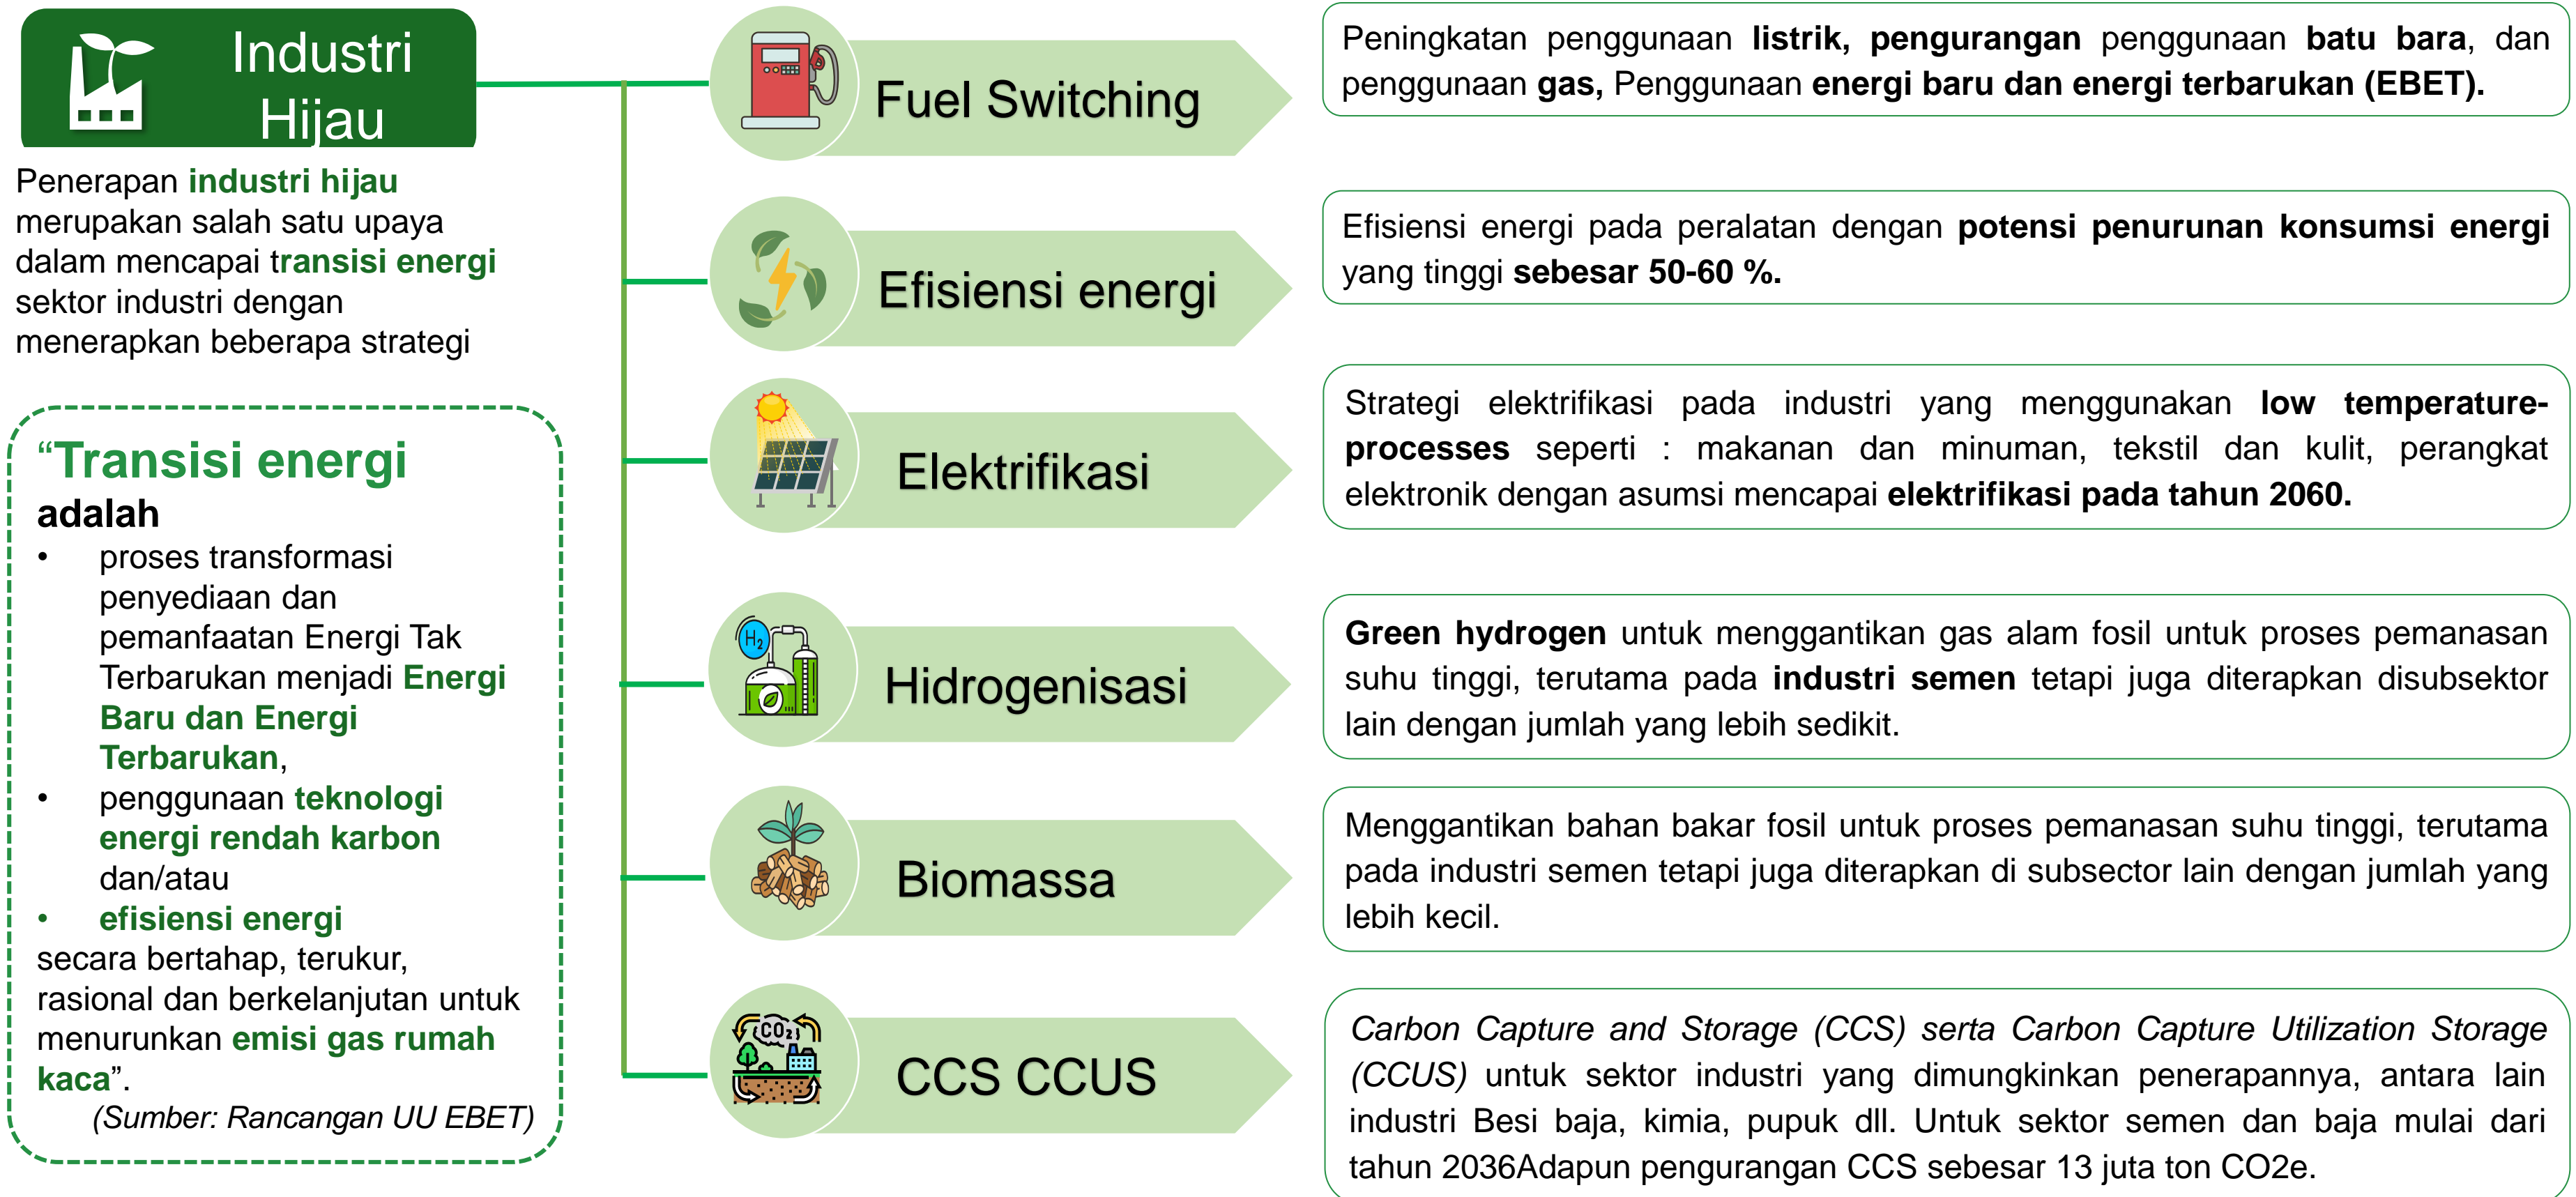 Industri
Hijau
Penerapan industri hijau
merupakan salah satu upaya
dalam mencapai transisi energi
sektor industri dengan
menerapkan beberapa strategi
“Transisi energi
adalah
• proses transformasi
penyediaan dan
pemanfaatan Energi Tak
Terbarukan menjadi Energi
Baru dan Energi
Terbarukan,
• penggunaan teknologi
energi rendah karbon
dan/atau
• efisiensi energi
secara bertahap, terukur,
rasional dan berkelanjutan untuk
menurunkan emisi gas rumah
kaca”.
(Sumber: Rancangan UU EBET)
Fuel Switching
Peningkatan penggunaan listrik, pengurangan penggunaan batu bara, dan
penggunaan gas, Penggunaan energi baru dan energi terbarukan (EBET).
Efisiensi energi
Efisiensi energi pada peralatan dengan potensi penurunan konsumsi energi
yang tinggi sebesar 50-60 %.
Elektrifikasi
Strategi elektrifikasi pada industri yang menggunakan low temperature-
processes seperti : makanan dan minuman, tekstil dan kulit, perangkat
elektronik dengan asumsi mencapai elektrifikasi pada tahun 2060.
H2
Hidrogenisasi
Green hydrogen untuk menggantikan gas alam fosil untuk proses pemanasan
suhu tinggi, terutama pada industri semen tetapi juga diterapkan disubsektor
lain dengan jumlah yang lebih sedikit.
Biomassa
Menggantikan bahan bakar fosil untuk proses pemanasan suhu tinggi, terutama
pada industri semen tetapi juga diterapkan di subsector lain dengan jumlah yang
lebih kecil.
CO2
CCS CCUS
Carbon Capture and Storage (CCS) serta Carbon Capture Utilization Storage
(CCUS) untuk sektor industri yang dimungkinkan penerapannya, antara lain
industri Besi baja, kimia, pupuk dll. Untuk sektor semen dan baja mulai dari
tahun 2036Adapun pengurangan CCS sebesar 13 juta ton CO2e.